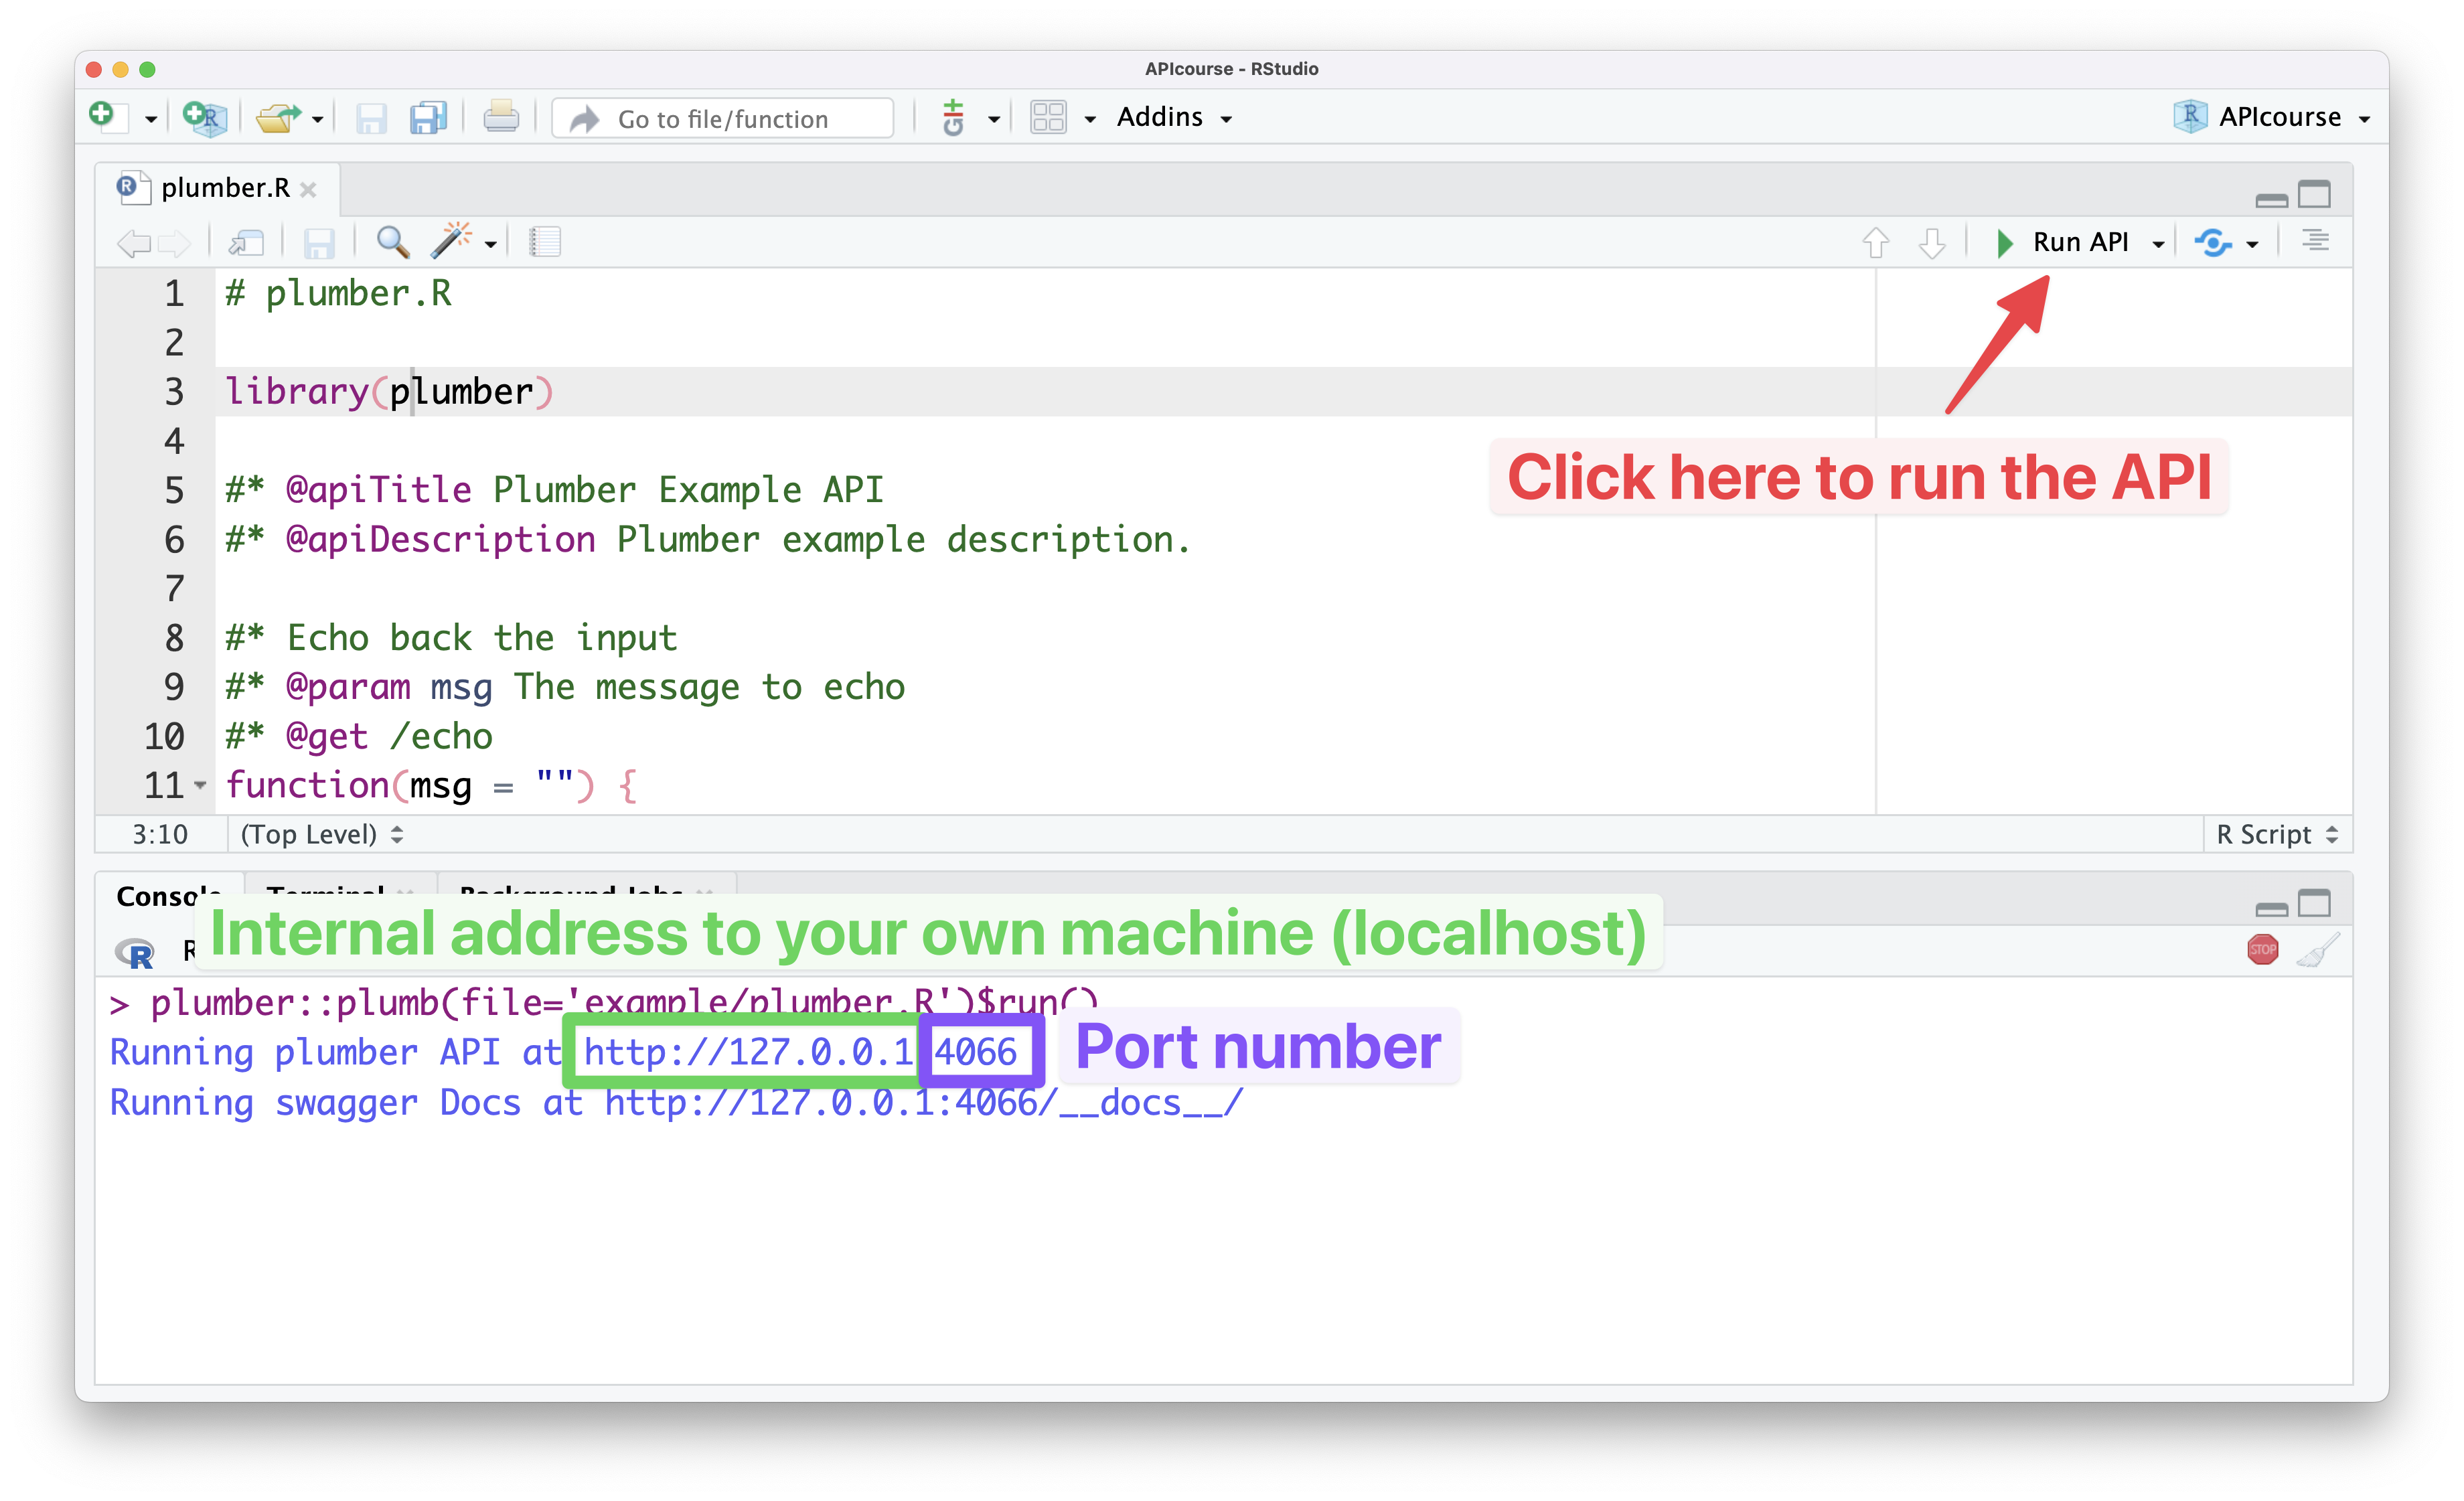 APIcourse - RStudio
Go to file/function
Addins
APIcourse
plumber.R
Run API
1 # plumber.R
2
3 library(plumber)
4
5 #* @apiTitle Plumber Example API
6 #* @apiDescription Plumber example description.
7
8 #* Echo back the input
9 #* @param msg The message to echo
10 #* @get /echo
11 function(msg = "") {
Click here to run the API
3:10 (Top Level) R Script
Console Terminal Background Jobs
Internal address to your own machine (localhost)
R
STOP
> plumber::plumb(file='example/plumber.R')$run()
Running plumber API at http://127.0.0.1 4066
Port number
Running swagger Docs at http://127.0.0.1:4066/__docs__/